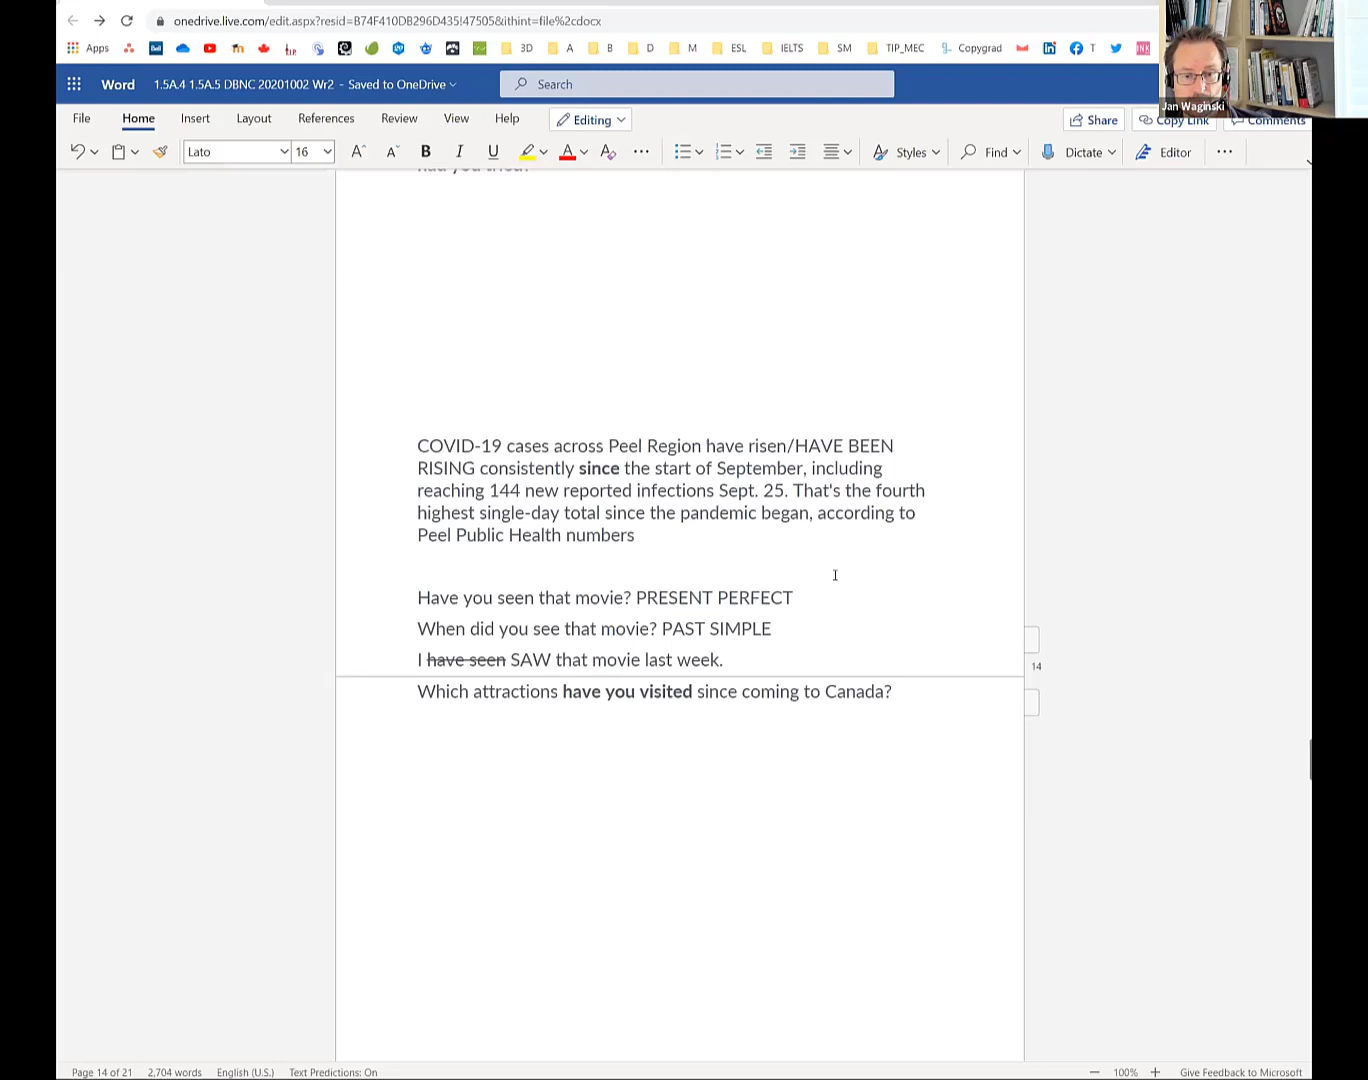 onedrive.live.com/edit.aspx?resid=B74F410DB296D435!47505&ithint=file%2cdocx
Apps 3D A B D M ESL IELTS SM TIP_MEC Copygrad T
Jan Waginski
Word 1.5A.4 1.5A.5 DBNC 20201002 Wr2 - Saved to OneDrive Search
File Home Insert Layout References Review View Help Editing Share Copy Link Comments
Lato 16 A A B I U A Styles Find Dictate Editor
had you tried?
COVID-19 cases across Peel Region have risen/HAVE BEEN
RISING consistently since the start of September, including
reaching 144 new reported infections Sept. 25. That's the fourth
highest single-day total since the pandemic began, according to
Peel Public Health numbers
Have you seen that movie? PRESENT PERFECT
When did you see that movie? PAST SIMPLE
I have seen SAW that movie last week.
14
Which attractions have you visited since coming to Canada?
Page 14 of 21 2,704 words English (U.S.) Text Predictions: On 100% Give Feedback to Microsoft